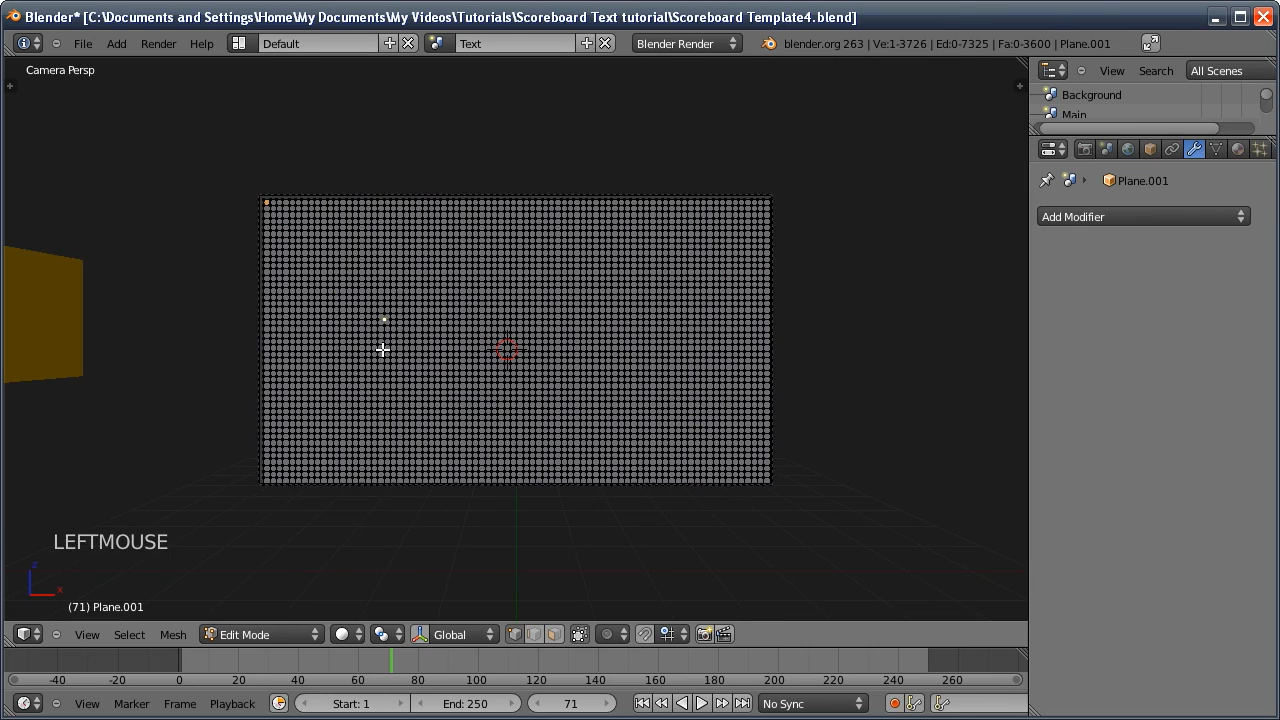 Blender* [C:\Documents and Settings\Home\My Documents\My Videos\Tutorials\Scoreboard Text tutorial\Scoreboard Template4.blend]
File Add Render Help Default Text Blender Render blender.org 263 | Ve:1-3726 | Ed:0-7325 | Fa:0-3600 | Plane.001
Camera Persp
View Search All Scenes
Background
Main
Plane.001
Add Modifier
LEFTMOUSE
z
x
(71) Plane.001
View Select Mesh Edit Mode Global
-40 -20 0 20 40 60 80 100 120 140 160 180 200 220 240 260
View Marker Frame Playback Start: 1 End: 250 71 No Sync